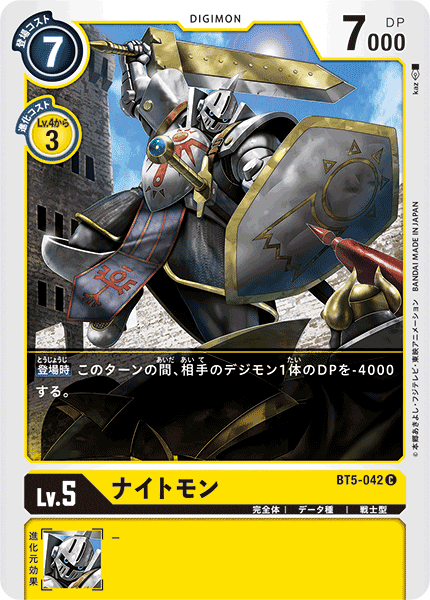 DIGIMON
登場コスト
7
DP
7000
進化コスト
Lv.4から
3
kaz
©本郷あきよし・フジテレビ・東映アニメーション BANDAI MADE IN JAPAN
登場時 このターンの間、相手のデジモン1体のDPを-4000
する。
BT5-042 C
Lv.5 ナイトモン
完全体 | データ種 | 戦士型
進化元効果
-